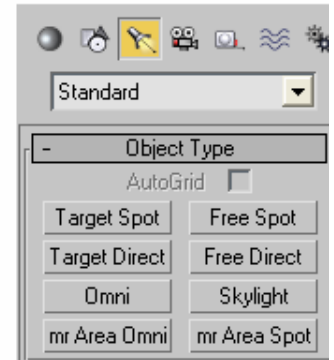 Standard
- Object Type
AutoGrid
Target Spot Free Spot
Target Direct Free Direct
Omni Skylight
mr Area Omni mr Area Spot